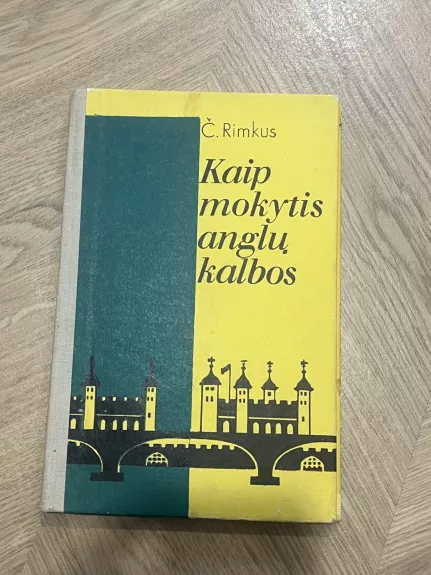 Č. Rimkus
Kaip
mokytis
anglų
kalbos